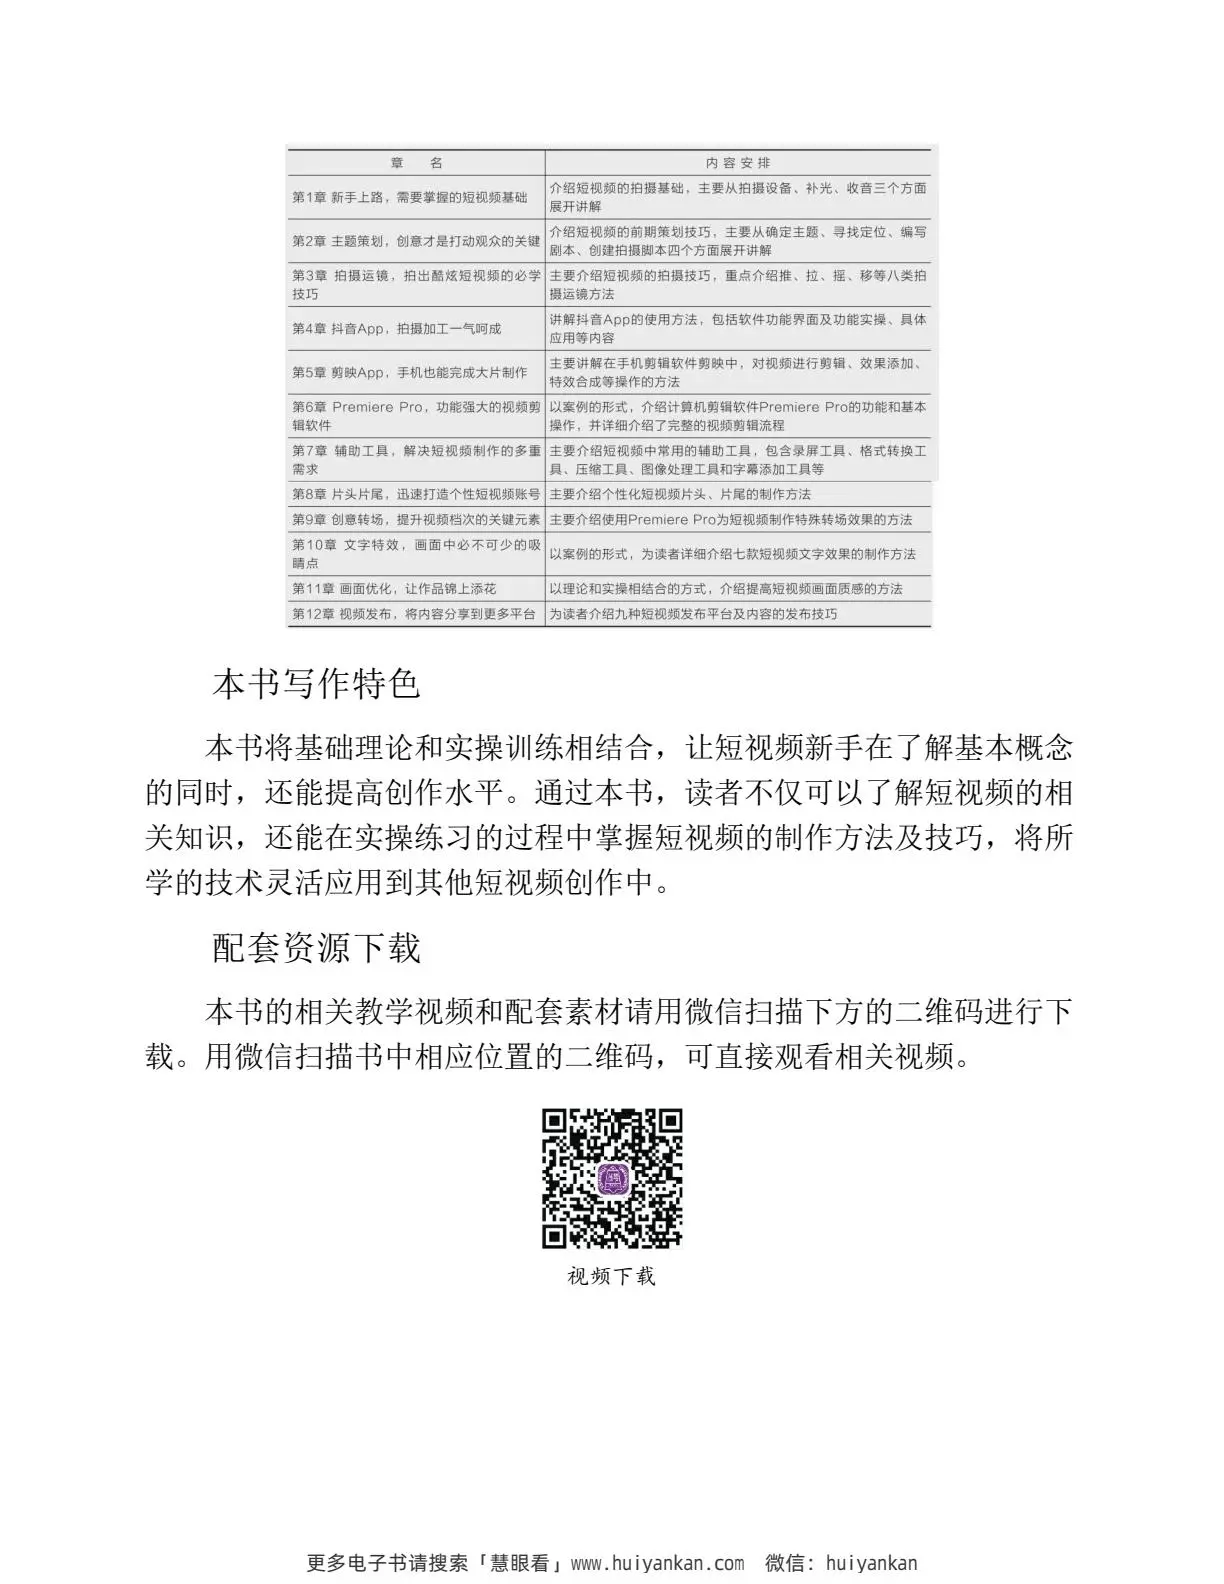 章 名
内容安排
第1章 新手上路，需要掌握的短视频基础
介绍短视频的拍摄基础，主要从拍摄设备、补光、收音三个方面
展开讲解
第2章 主题策划，创意才是打动观众的关键
介绍短视频的前期策划技巧，主要从确定主题、寻找定位、编写
剧本、创建拍摄脚本四个方面展开讲解
第3章 拍摄运镜，拍出酷炫短视频的必学
技巧
主要介绍短视频的拍摄技巧，重点介绍推、拉、摇、移等八类拍
摄运镜方法
第4章 抖音App，拍摄加工一气呵成
讲解抖音App的使用方法，包括软件功能界面及功能实操、具体
应用等内容
第5章 剪映App，手机也能完成大片制作
主要讲解在手机剪辑软件剪映中，对视频进行剪辑、效果添加、
特效合成等操作的方法
第6章 Premiere Pro，功能强大的视频剪
辑软件
以案例的形式，介绍计算机剪辑软件Premiere Pro的功能和基本
操作，并详细介绍了完整的视频剪辑流程
第7章 辅助工具，解决短视频制作的多重
需求
主要介绍短视频中常用的辅助工具，包含录屏工具、格式转换工
具、压缩工具、图像处理工具和字幕添加工具等
第8章 片头片尾，迅速打造个性短视频账号
主要介绍个性化短视频片头、片尾的制作方法
第9章 创意转场，提升视频档次的关键元素
主要介绍使用Premiere Pro为短视频制作特殊转场效果的方法
第10章 文字特效，画面中必不可少的吸
睛点
以案例的形式，为读者详细介绍七款短视频文字效果的制作方法
第11章 画面优化，让作品锦上添花
以理论和实操相结合的方式，介绍提高短视频画面质感的方法
第12章 视频发布，将内容分享到更多平台
为读者介绍九种短视频发布平台及内容的发布技巧
本书写作特色
本书将基础理论和实操训练相结合，让短视频新手在了解基本概念
的同时，还能提高创作水平。通过本书，读者不仅可以了解短视频的相
关知识，还能在实操练习的过程中掌握短视频的制作方法及技巧，将所
学的技术灵活应用到其他短视频创作中。
配套资源下载
本书的相关教学视频和配套素材请用微信扫描下方的二维码进行下
载。用微信扫描书中相应位置的二维码，可直接观看相关视频。
视频下载
更多电子书请搜索「慧眼看」www.huiyankan.com 微信：huiyankan